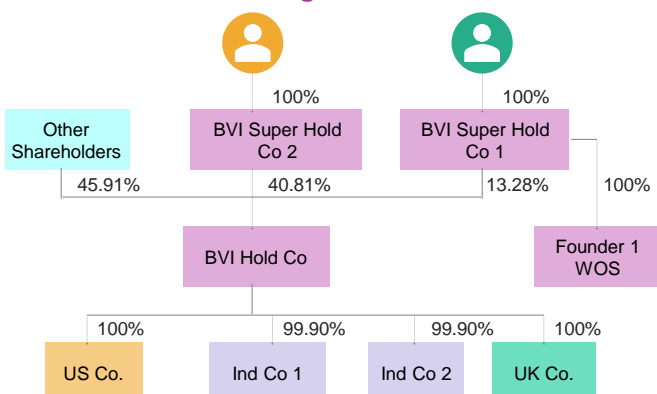 100%
100%
Other
Shareholders
BVI Super Hold
Co 2
BVI Super Hold
Co 1
45.91%
40.81%
13.28%
100%
BVI Hold Co
Founder 1
WOS
100%
99.90%
99.90%
100%
US Co.
Ind Co 1
Ind Co 2
UK Co.